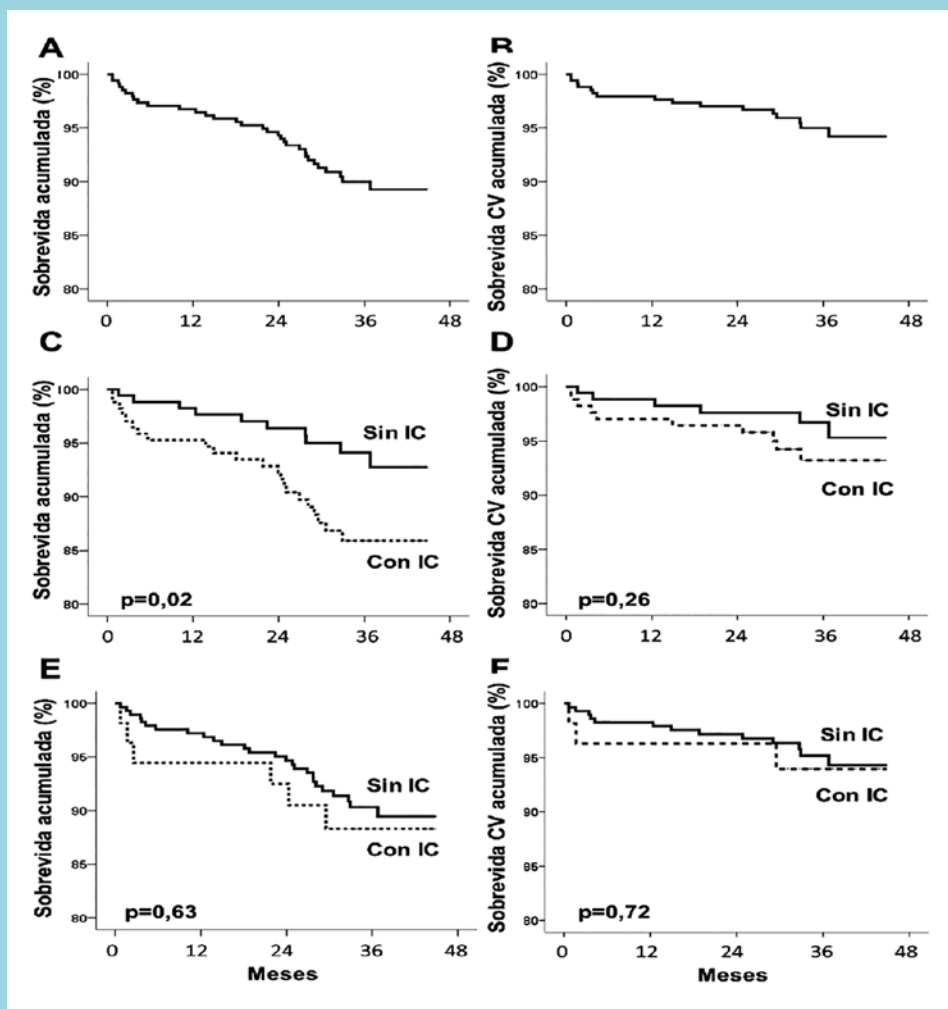 A
Sobrevida acumulada (%)
100
95
90
85
80
0 12 24 36 48
B
Sobrevida CV acumulada (%)
100
95
90
85
80
0 12 24 36 48
C
Sobrevida acumulada (%)
100
95
90
85
80
Sin IC
Con IC
p=0,02
0 12 24 36 48
D
Sobrevida CV acumulada (%)
100
95
90
85
80
Sin IC
Con IC
p=0,26
0 12 24 36 48
E
Sobrevida acumulada (%)
100
95
90
85
80
Sin IC
Con IC
p=0,63
0 12 24 36 48
Meses
F
Sobrevida CV acumulada (%)
100
95
90
85
80
Sin IC
Con IC
p=0,72
0 12 24 36 48
Meses